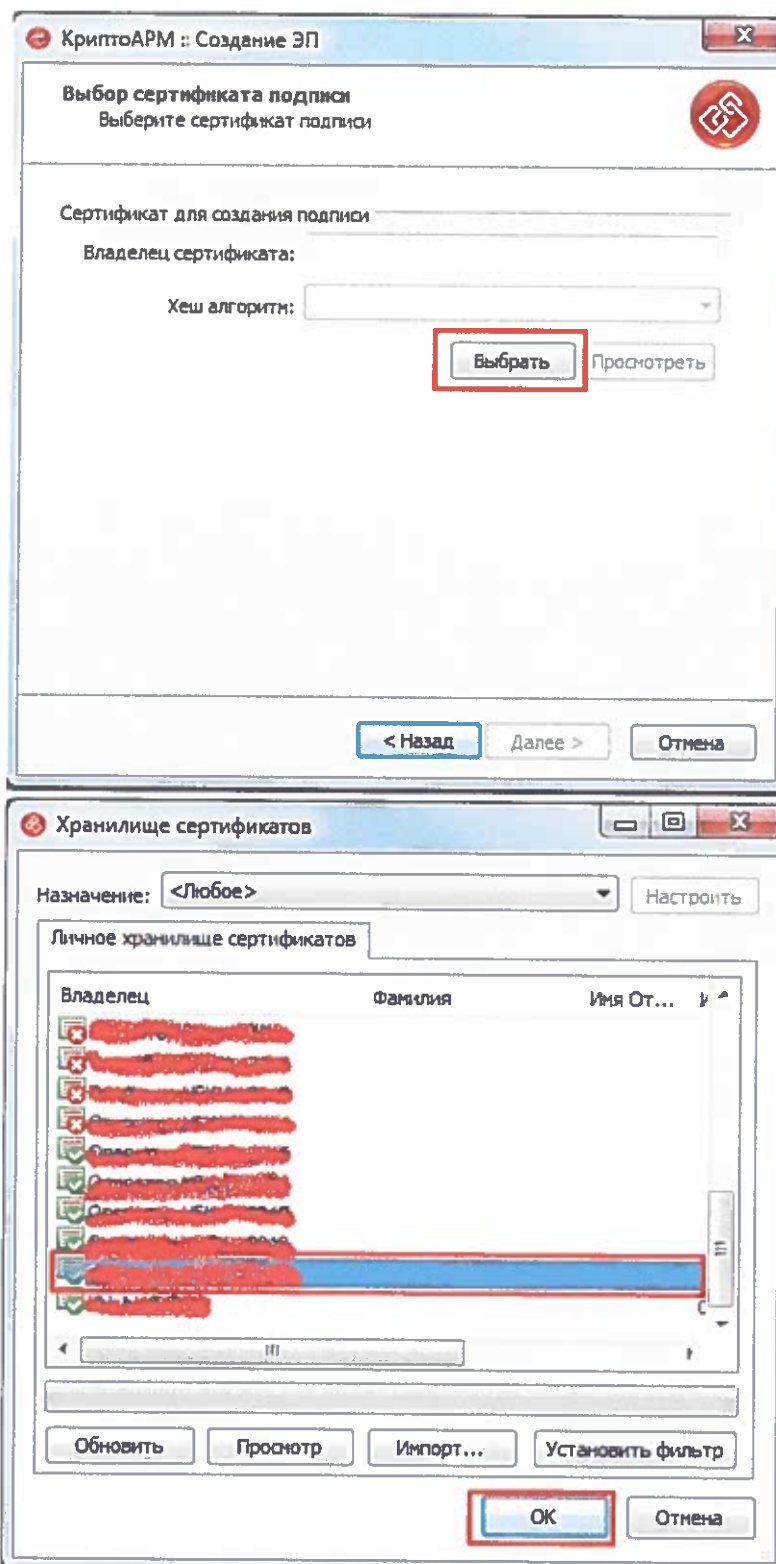 КриптоАРМ :: Создание ЭП
Выбор сертификата подписи
Выберите сертификат подписи
Сертификат для создания подписи
Владелец сертификата:
Хеш алгоритм:
Выбрать Просмотреть
< Назад Далее > Отмена
Хранилище сертификатов
Назначение: <Любое> Настроить
Личное хранилище сертификатов
Владелец Фамилия Имя От...
Обновить Просмотр Импорт... Установить фильтр
ОК Отмена